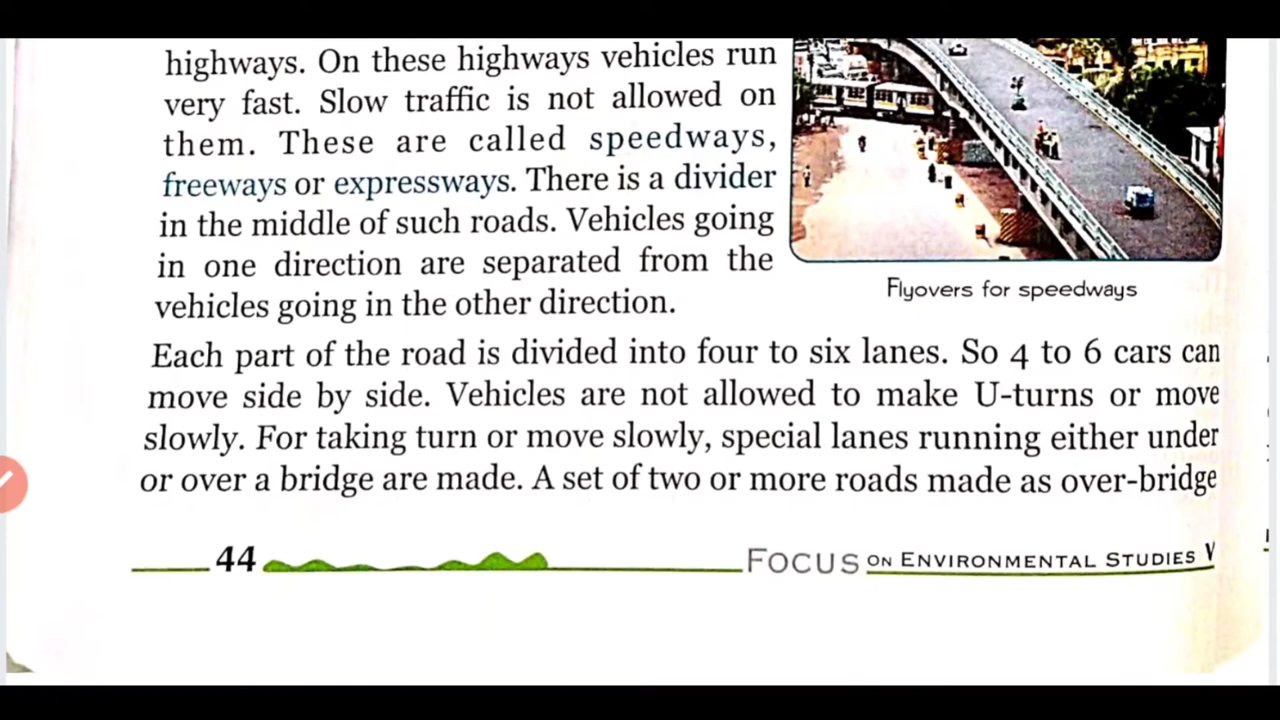 highways. On these highways vehicles run
very fast. Slow traffic is not allowed on
them. These are called speedways,
freeways or expressways. There is a divider
in the middle of such roads. Vehicles going
in one direction are separated from the
vehicles going in the other direction.
Flyovers for speedways
Each part of the road is divided into four to six lanes. So 4 to 6 cars can
move side by side. Vehicles are not allowed to make U-turns or move
slowly. For taking turn or move slowly, special lanes running either under
or over a bridge are made. A set of two or more roads made as over-bridge
44
FOCUS ON ENVIRONMENTAL STUDIES V